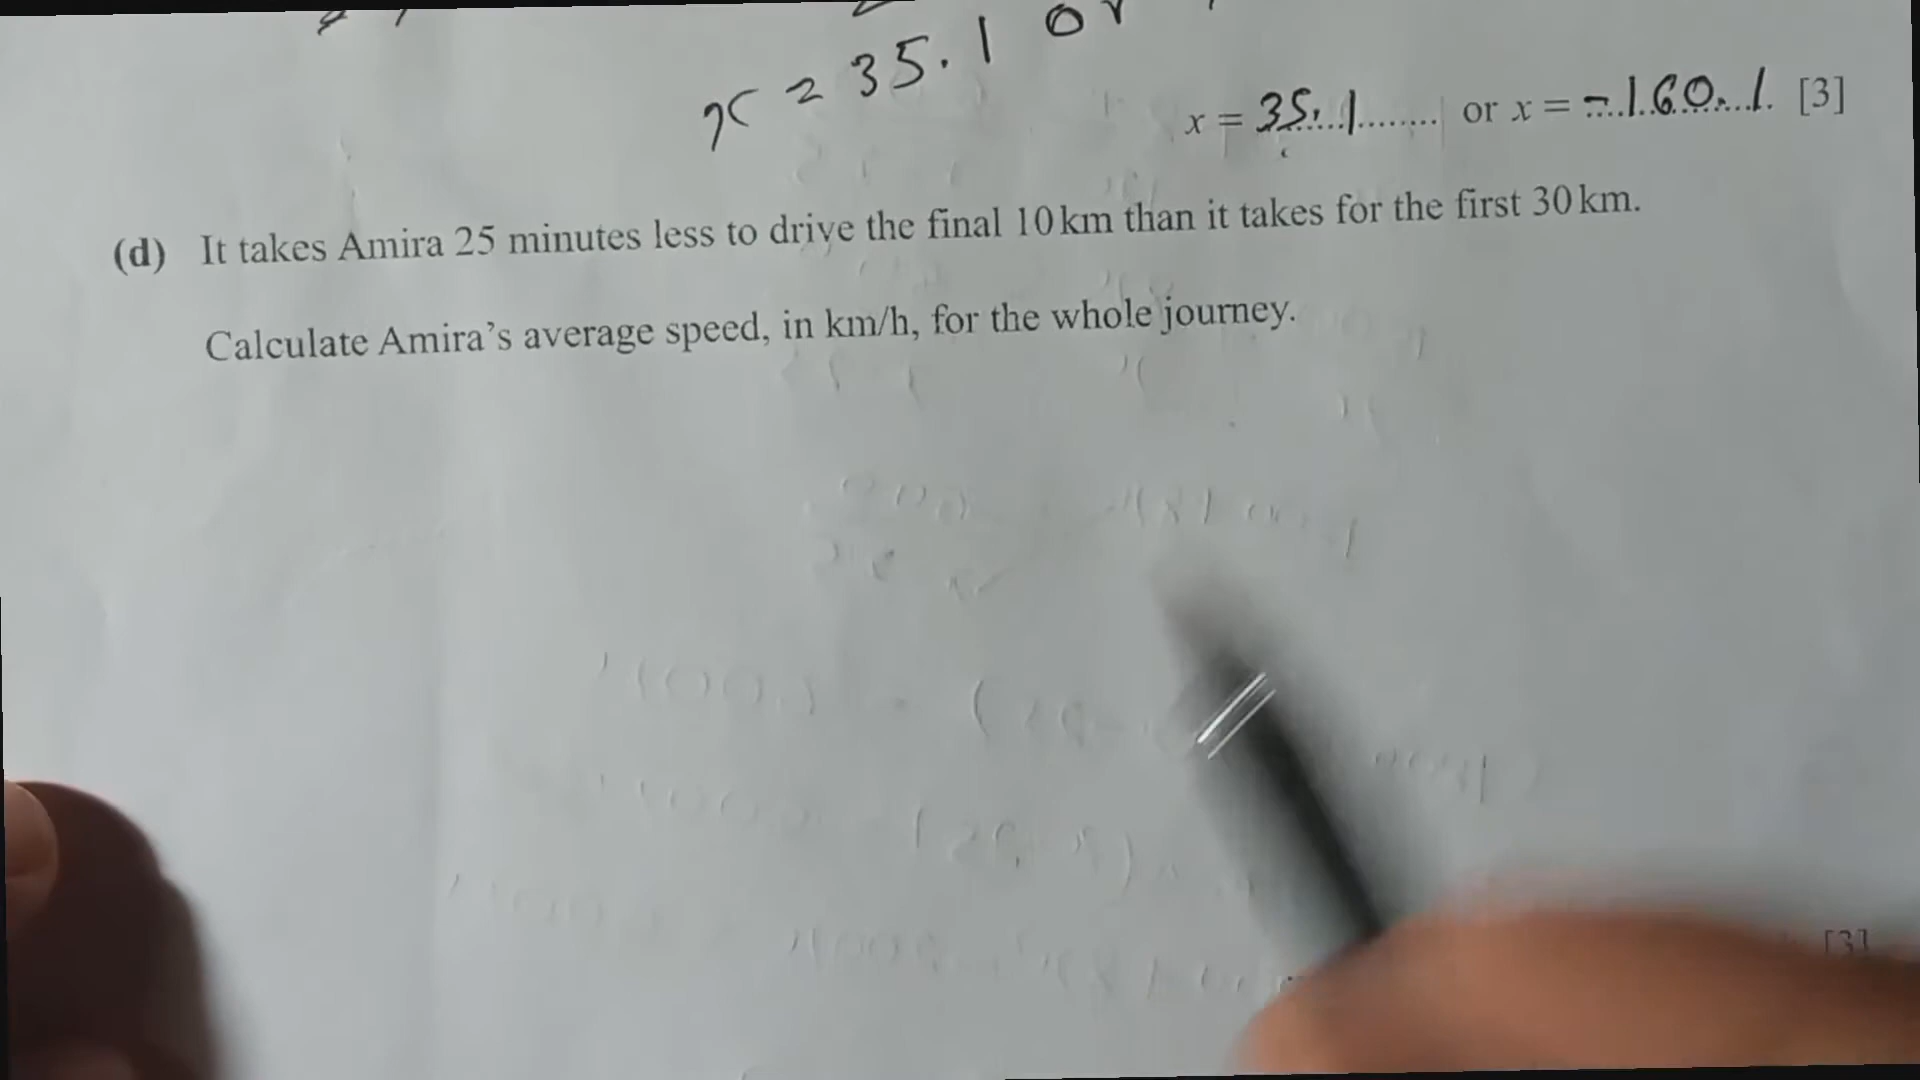 x = 35.1 or
x = 35.1 or x = -160.1 [3]
(d) It takes Amira 25 minutes less to drive the final 10 km than it takes for the first 30 km.
Calculate Amira's average speed, in km/h, for the whole journey.
[3]